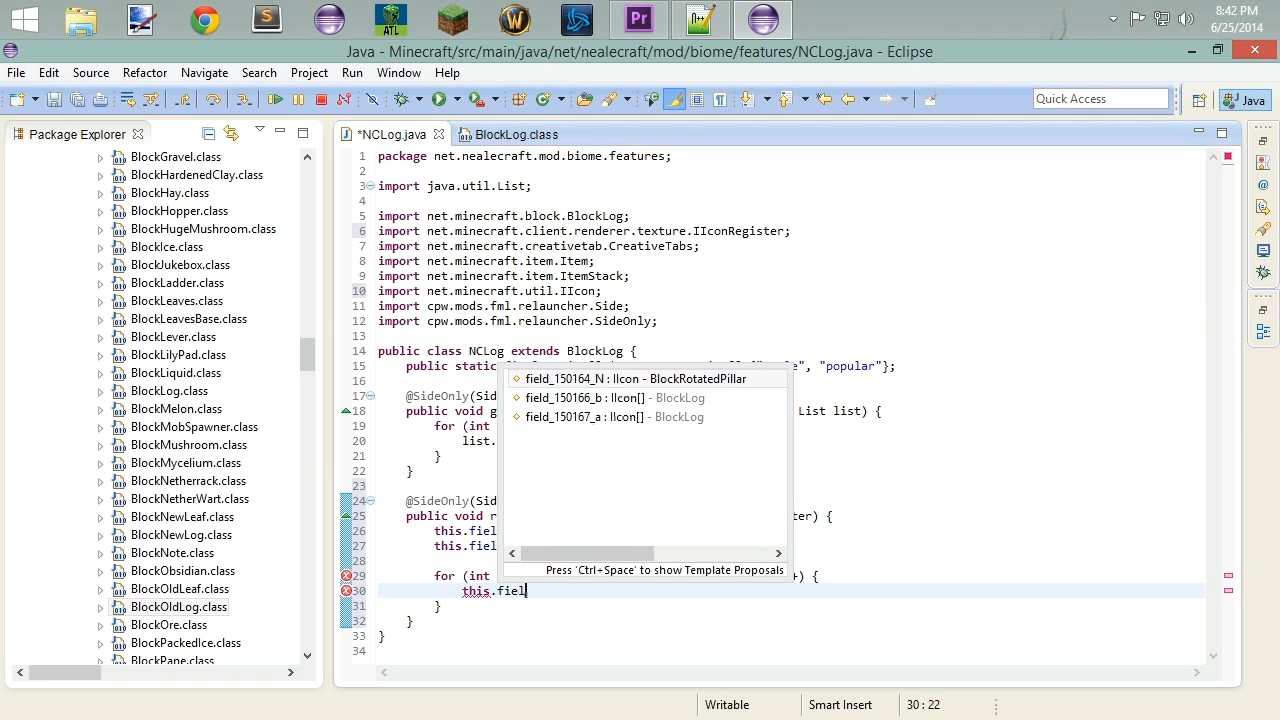 ATL
W
Pr
8:42 PM
6/25/2014
Java - Minecraft/src/main/java/net/nealecraft/mod/biome/features/NCLog.java - Eclipse
File Edit Source Refactor Navigate Search Project Run Window Help
Quick Access
Java
Package Explorer
*NCLog.java
BlockLog.class
BlockGravel.class
BlockHardenedClay.class
BlockHay.class
BlockHopper.class
BlockHugeMushroom.class
BlockIce.class
BlockJukebox.class
BlockLadder.class
BlockLeaves.class
BlockLeavesBase.class
BlockLever.class
BlockLilyPad.class
BlockLiquid.class
BlockLog.class
BlockMelon.class
BlockMobSpawner.class
BlockMushroom.class
BlockMycelium.class
BlockNetherrack.class
BlockNetherWart.class
BlockNewLeaf.class
BlockNewLog.class
BlockNote.class
BlockObsidian.class
BlockOldLeaf.class
BlockOldLog.class
BlockOre.class
BlockPackedIce.class
BlockPane.class
1 package net.nealecraft.mod.biome.features;
2
3 import java.util.List;
4
5 import net.minecraft.block.BlockLog;
6 import net.minecraft.client.renderer.texture.IIconRegister;
7 import net.minecraft.creativetab.CreativeTabs;
8 import net.minecraft.item.Item;
9 import net.minecraft.item.ItemStack;
10 import net.minecraft.util.IIcon;
11 import cpw.mods.fml.relauncher.Side;
12 import cpw.mods.fml.relauncher.SideOnly;
13
14 public class NCLog extends BlockLog {
15 public static "popular"};
16
17 @SideOnly(Sid
18 public void g List list) {
19 for (int
20 list.
21 }
22 }
23
24 @SideOnly(Sid
25 public void r ter) {
26 this.fiel
27 this.fiel
28
29 for (int +) {
30 this.fiel
31 }
32 }
33 }
34
field_150164_N : IIcon - BlockRotatedPillar
field_150166_b : IIcon[] - BlockLog
field_150167_a : IIcon[] - BlockLog
Press 'Ctrl+Space' to show Template Proposals
Writable
Smart Insert
30 : 22